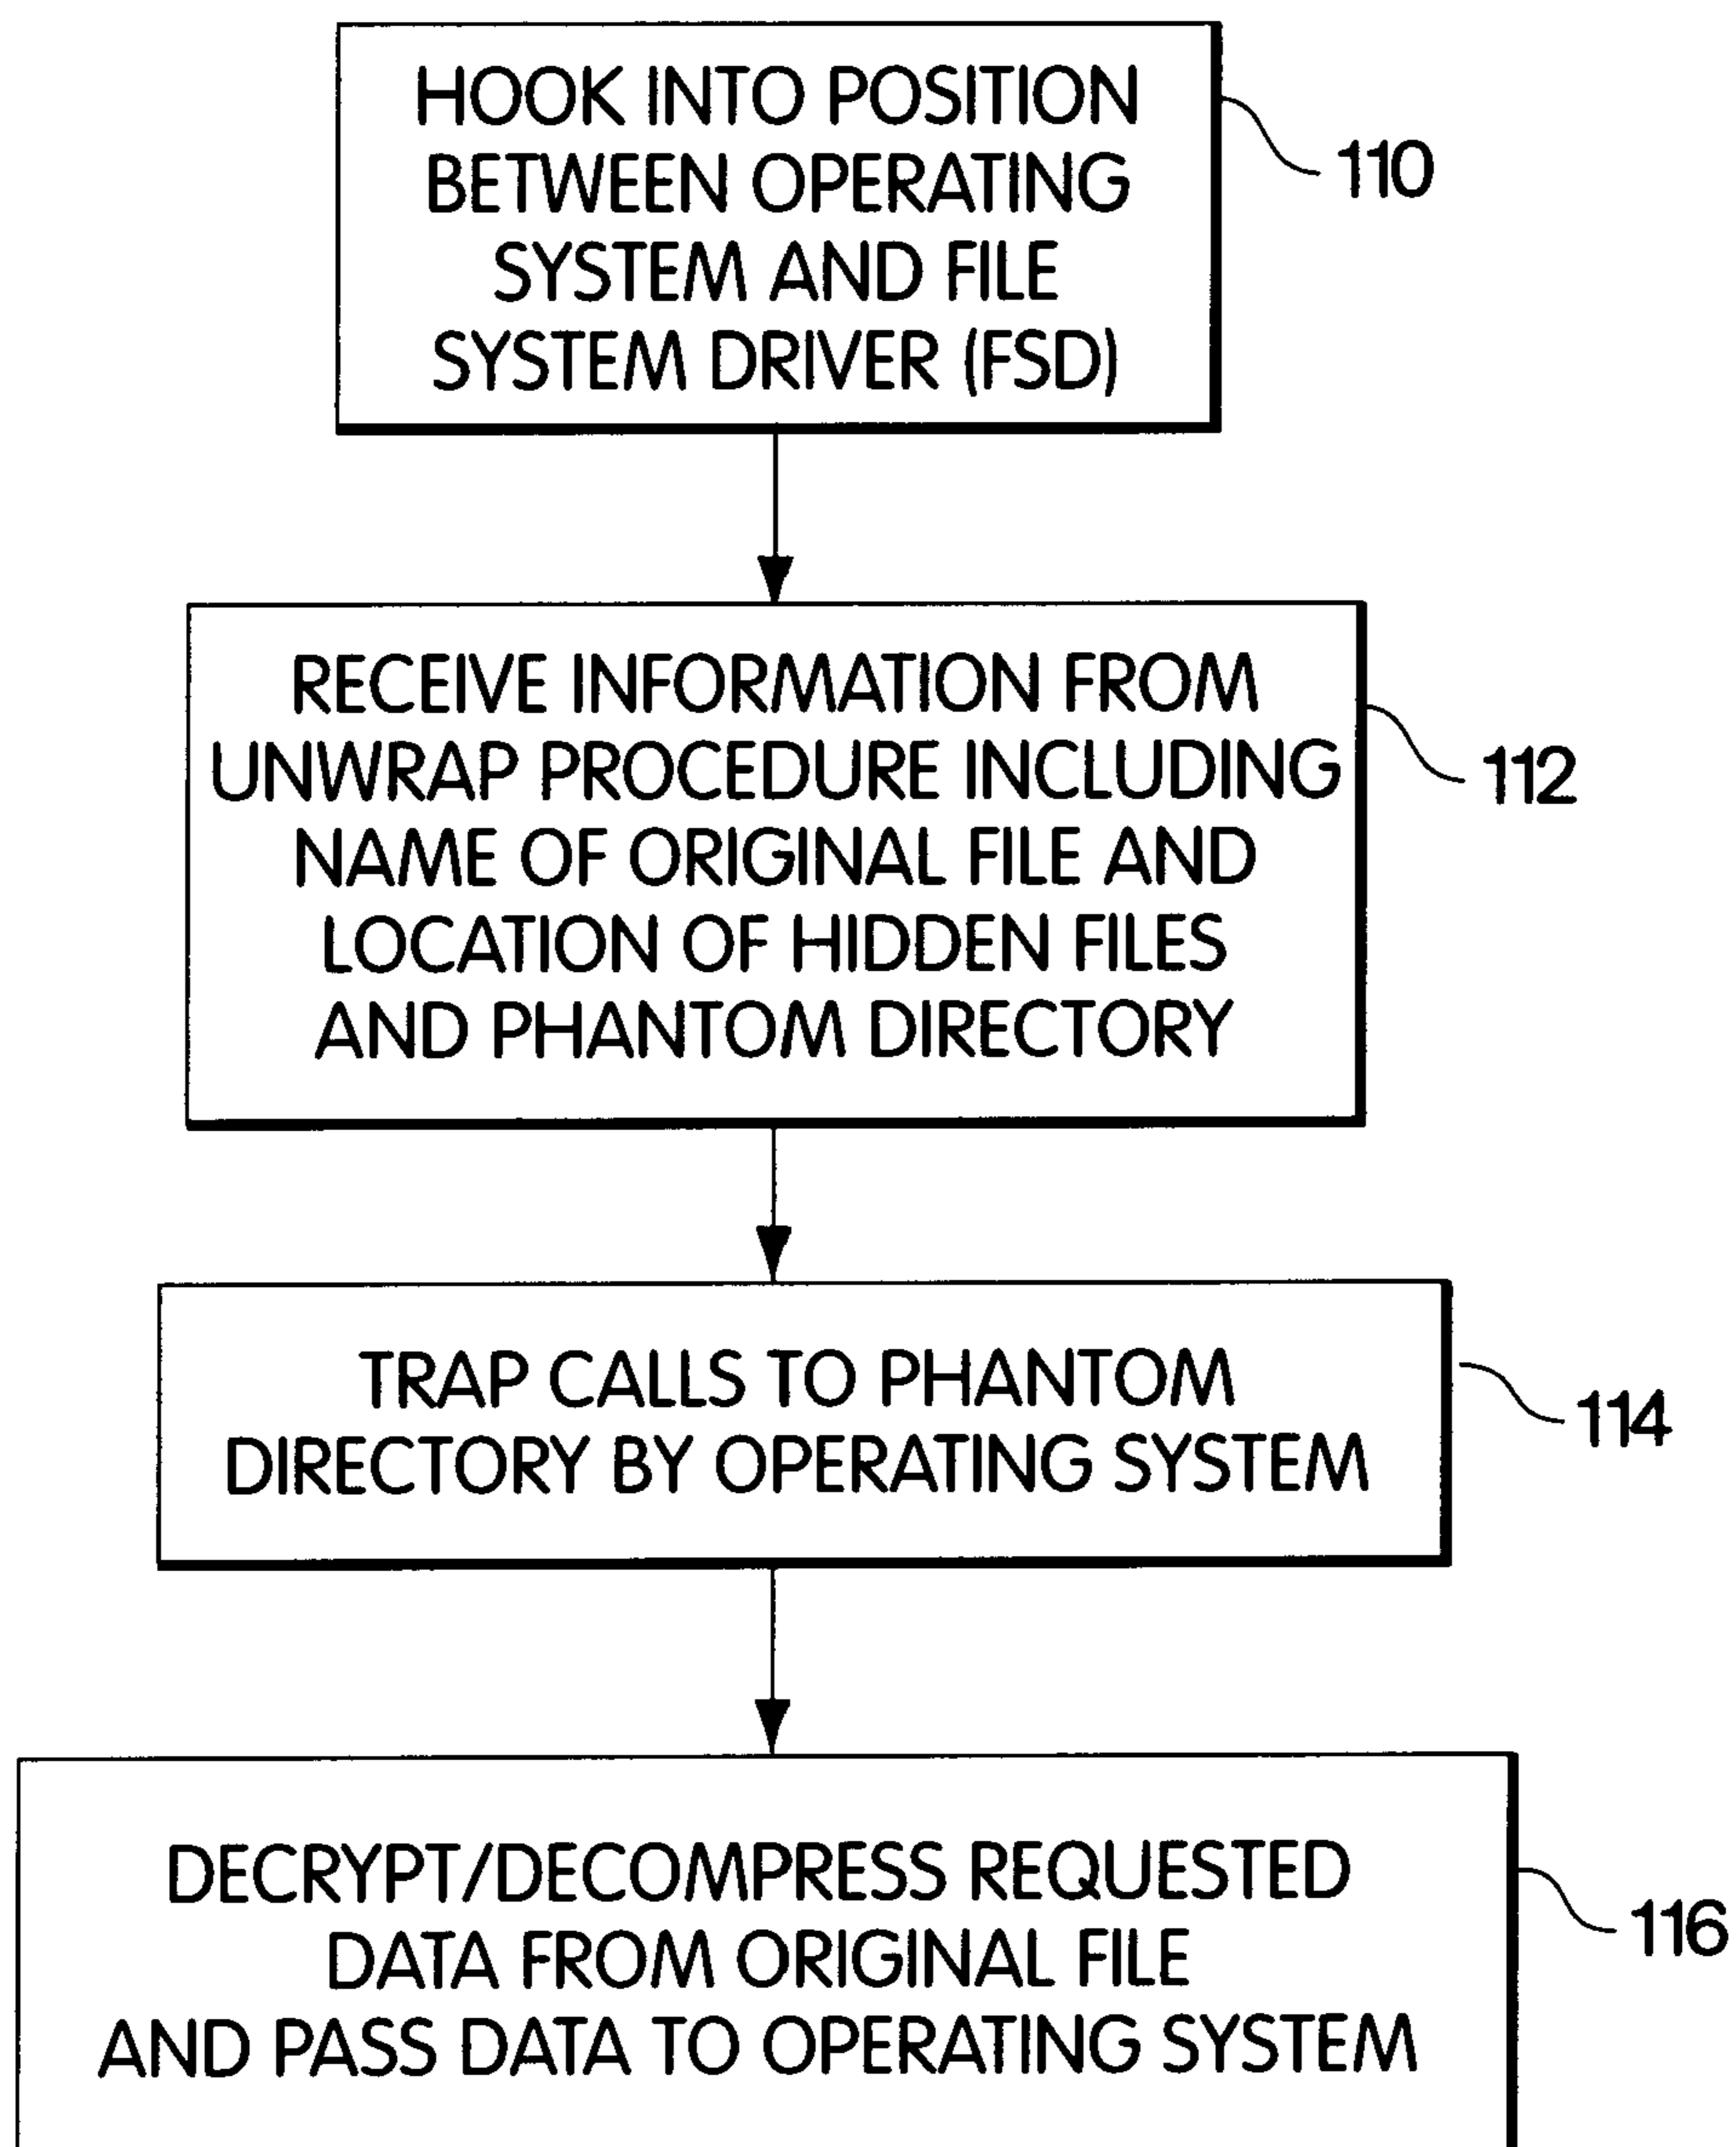 HOOK INTO POSITION
BETWEEN OPERATING
SYSTEM AND FILE
SYSTEM DRIVER (FSD)
110
RECEIVE INFORMATION FROM
UNWRAP PROCEDURE INCLUDING
NAME OF ORIGINAL FILE AND
LOCATION OF HIDDEN FILES
AND PHANTOM DIRECTORY
112
TRAP CALLS TO PHANTOM
DIRECTORY BY OPERATING SYSTEM
114
DECRYPT/DECOMPRESS REQUESTED
DATA FROM ORIGINAL FILE
AND PASS DATA TO OPERATING SYSTEM
116